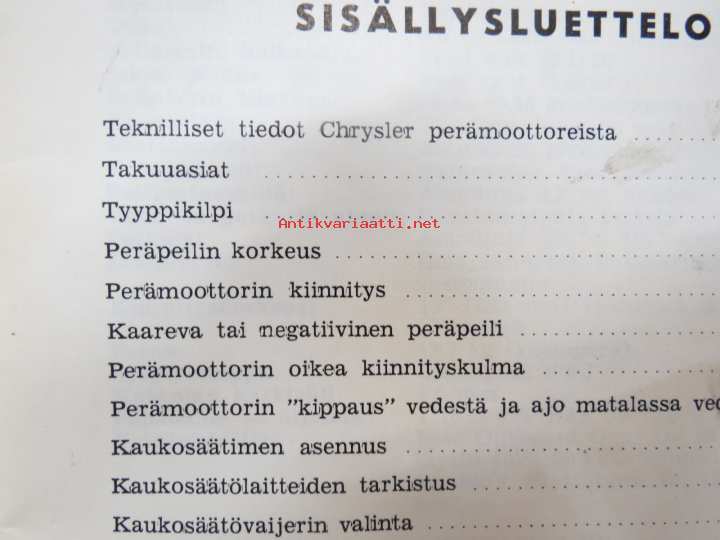 SISÄLLYSLUETTELO
Teknilliset tiedot Chrysler perämoottoreista ..........
Takuuasiat ..........
Tyyppikilpi ..........
Antikvariaatti.net
Peräpeilin korkeus ..........
Perämoottorin kiinnitys ..........
Kaareva tai negatiivinen peräpeili ..........
Perämoottorin oikea kiinnityskulma ..........
Perämoottorin "kippaus" vedestä ja ajo matalassa
Kaukosäätimen asennus ..........
Kaukosäätölaitteiden tarkistus ..........
Kaukosäätövaijerin valinta ..........